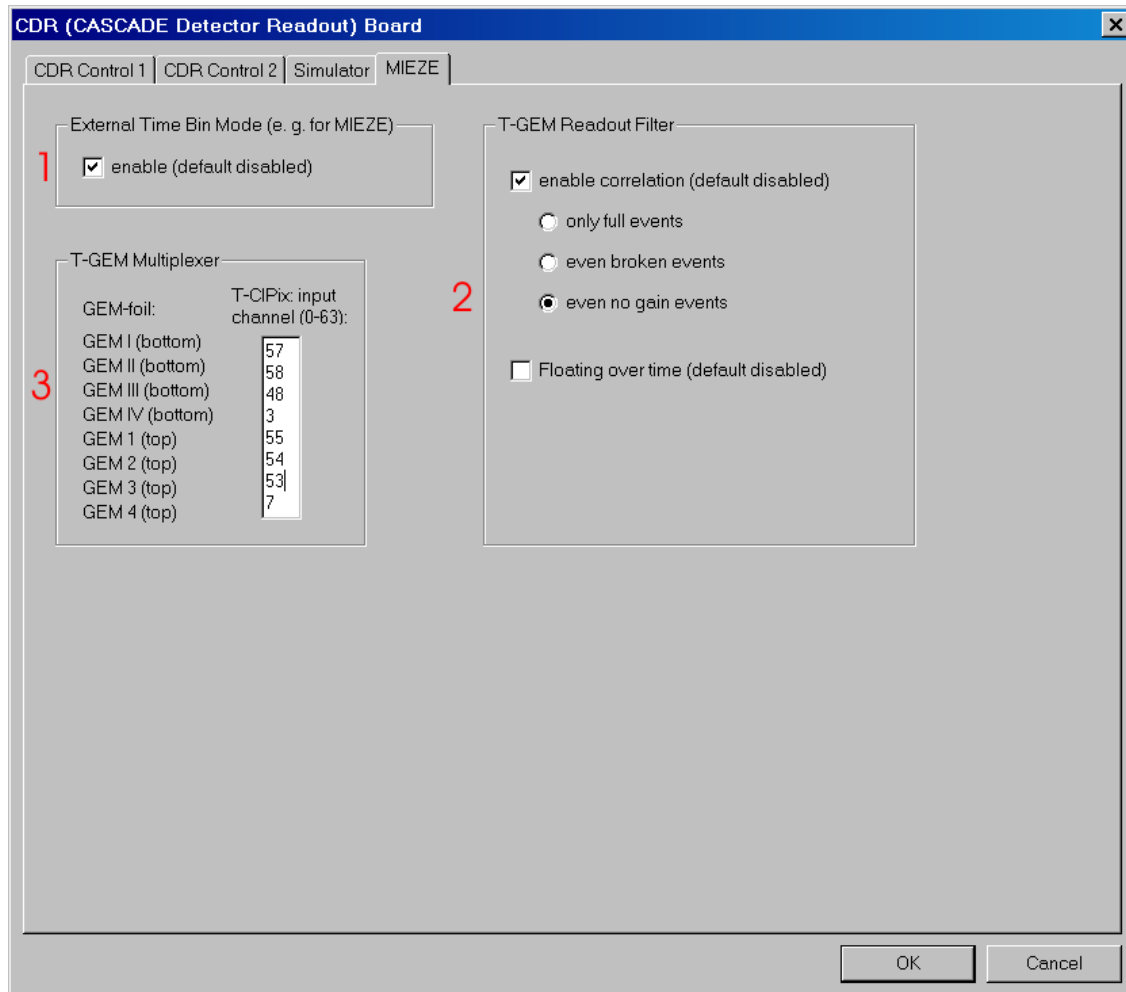 CDR (CASCADE Detector Readout) Board
CDR Control 1 CDR Control 2 Simulator MIEZE
External Time Bin Mode (e. g. for MIEZE)
1
enable (default disabled)
T-GEM Multiplexer
GEM-foil:
T-CIPix: input
channel (0-63):
3
GEM I (bottom) 57
GEM II (bottom) 58
GEM III (bottom) 48
GEM IV (bottom) 3
GEM 1 (top) 55
GEM 2 (top) 54
GEM 3 (top) 53
GEM 4 (top) 7
T-GEM Readout Filter
enable correlation (default disabled)
only full events
even broken events
2
even no gain events
Floating over time (default disabled)
OK Cancel